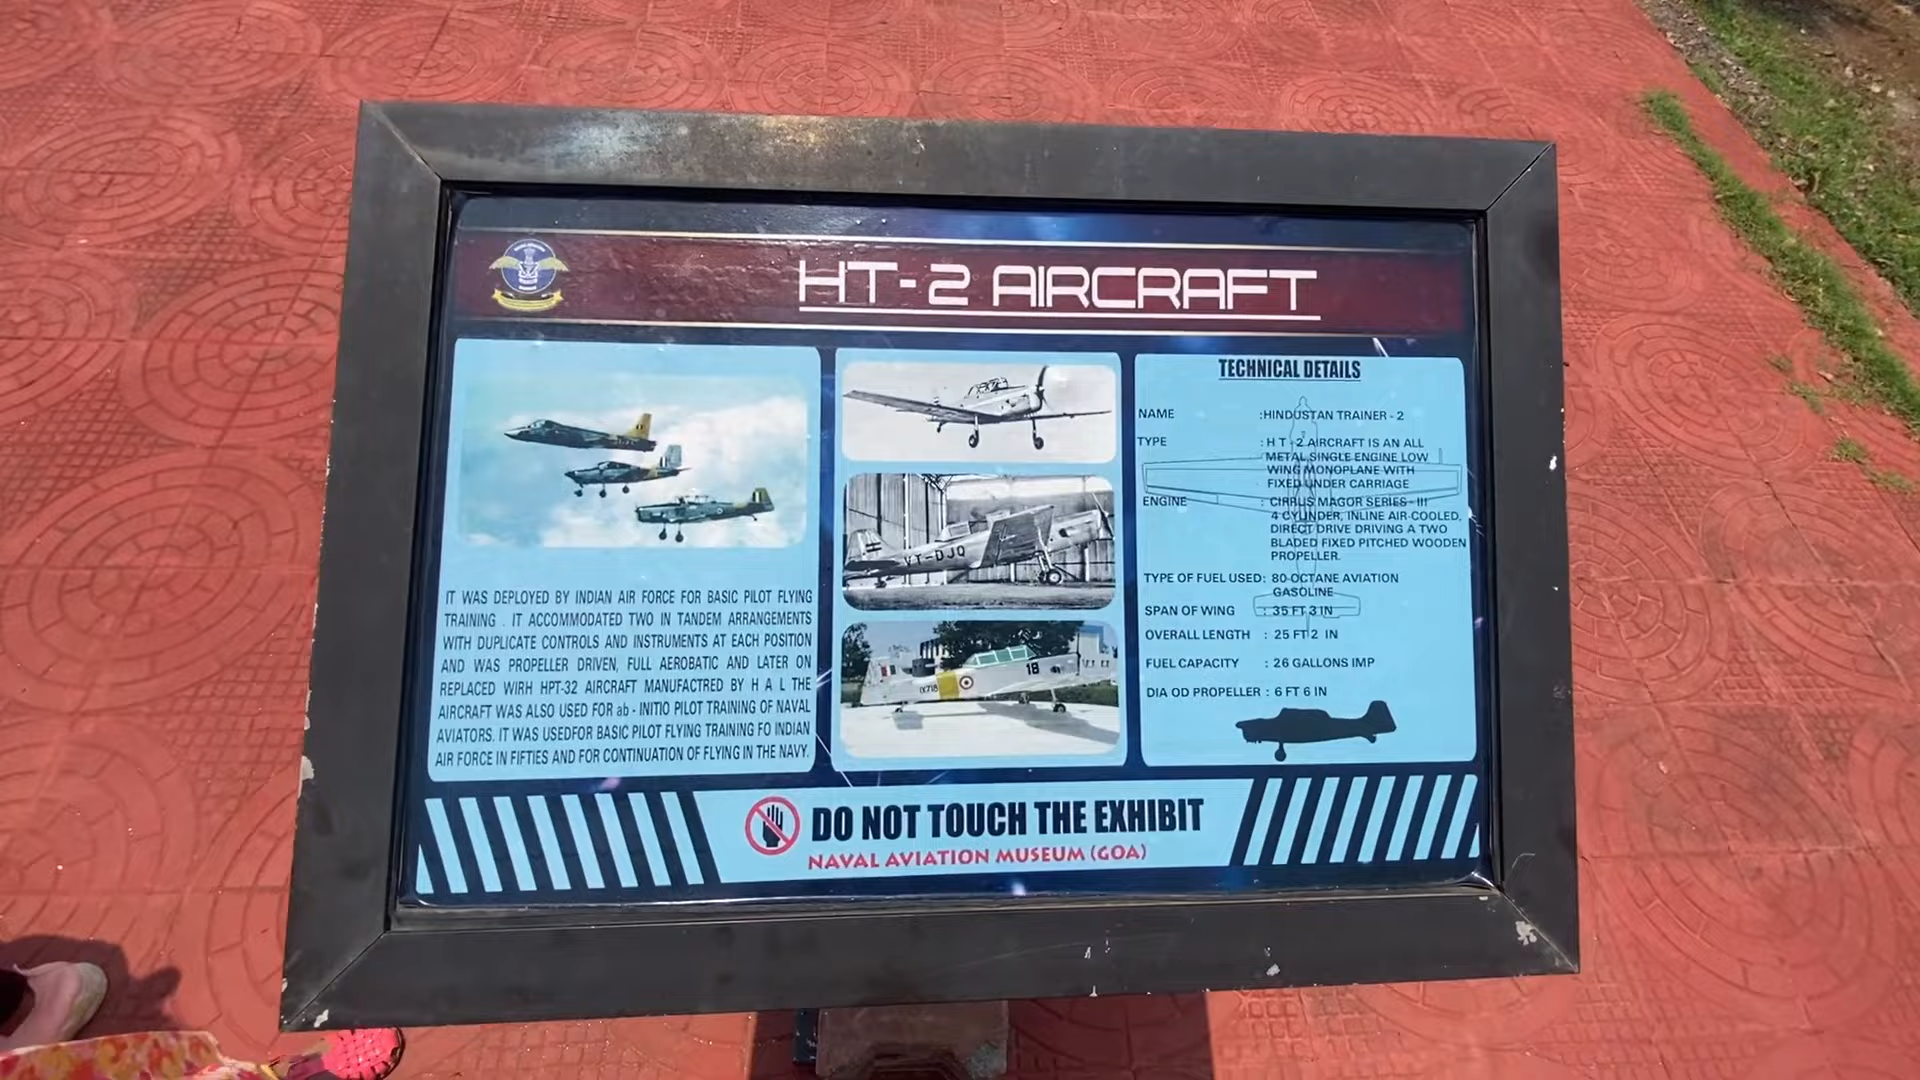 HT-2 AIRCRAFT
IT WAS DEPLOYED BY INDIAN AIR FORCE FOR BASIC PILOT FLYING
TRAINING . IT ACCOMMODATED TWO IN TANDEM ARRANGEMENTS
WITH DUPLICATE CONTROLS AND INSTRUMENTS AT EACH POSITION
AND WAS PROPELLER DRIVEN, FULL AEROBATIC AND LATER ON
REPLACED WIRH HPT-32 AIRCRAFT MANUFACTRED BY H A L THE
AIRCRAFT WAS ALSO USED FOR ab - INITIO PILOT TRAINING OF NAVAL
AVIATORS. IT WAS USEDFOR BASIC PILOT FLYING TRAINING FO INDIAN
AIR FORCE IN FIFTIES AND FOR CONTINUATION OF FLYING IN THE NAVY.
VT-DJQ
IX718
18
TECHNICAL DETAILS
NAME :HINDUSTAN TRAINER - 2
TYPE : H T -2 AIRCRAFT IS AN ALL
METAL SINGLE ENGINE LOW
WING MONOPLANE WITH
FIXED UNDER CARRIAGE
ENGINE : CIRRUS MAGOR SERIES - III
4 CYLINDER, INLINE AIR-COOLED,
DIRECT DRIVE DRIVING A TWO
BLADED FIXED PITCHED WOODEN
PROPELLER.
TYPE OF FUEL USED: 80 OCTANE AVIATION
GASOLINE
SPAN OF WING : 35 FT 3 IN
OVERALL LENGTH : 25 FT 2 IN
FUEL CAPACITY : 26 GALLONS IMP
DIA OD PROPELLER : 6 FT 6 IN
DO NOT TOUCH THE EXHIBIT
NAVAL AVIATION MUSEUM (GOA)